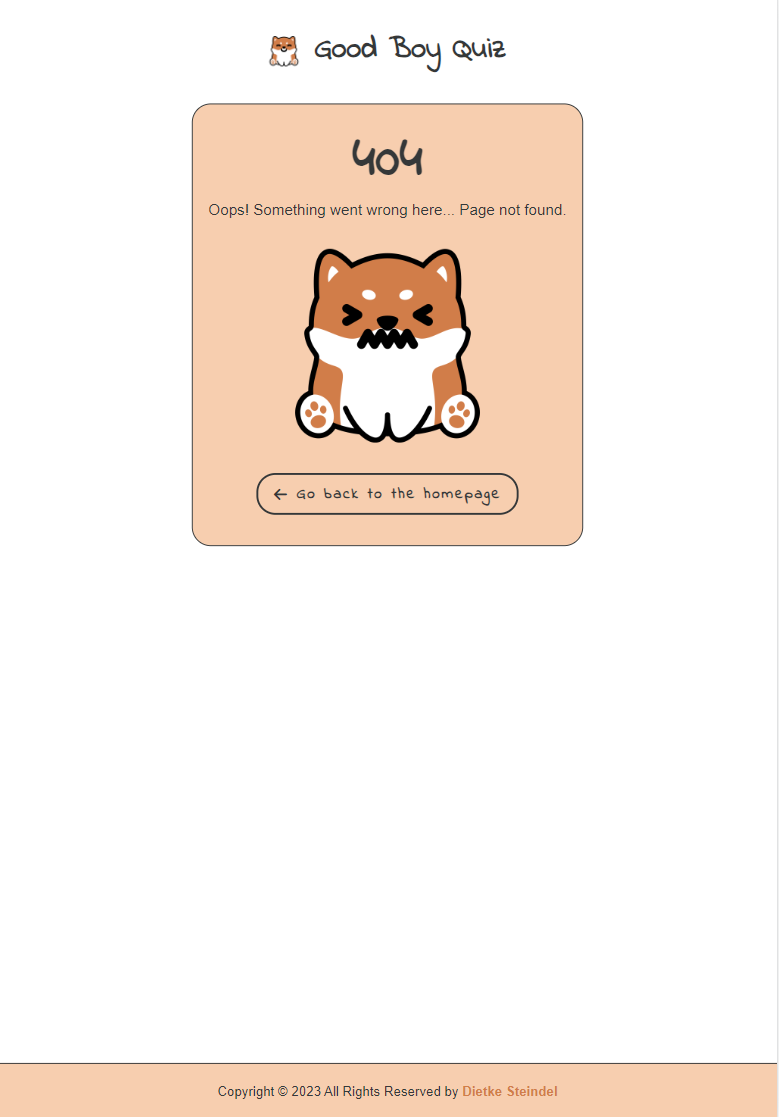 Good Boy Quiz
404
Oops! Something went wrong here... Page not found.
← Go back to the homepage
Copyright © 2023 All Rights Reserved by Dietke Steindel